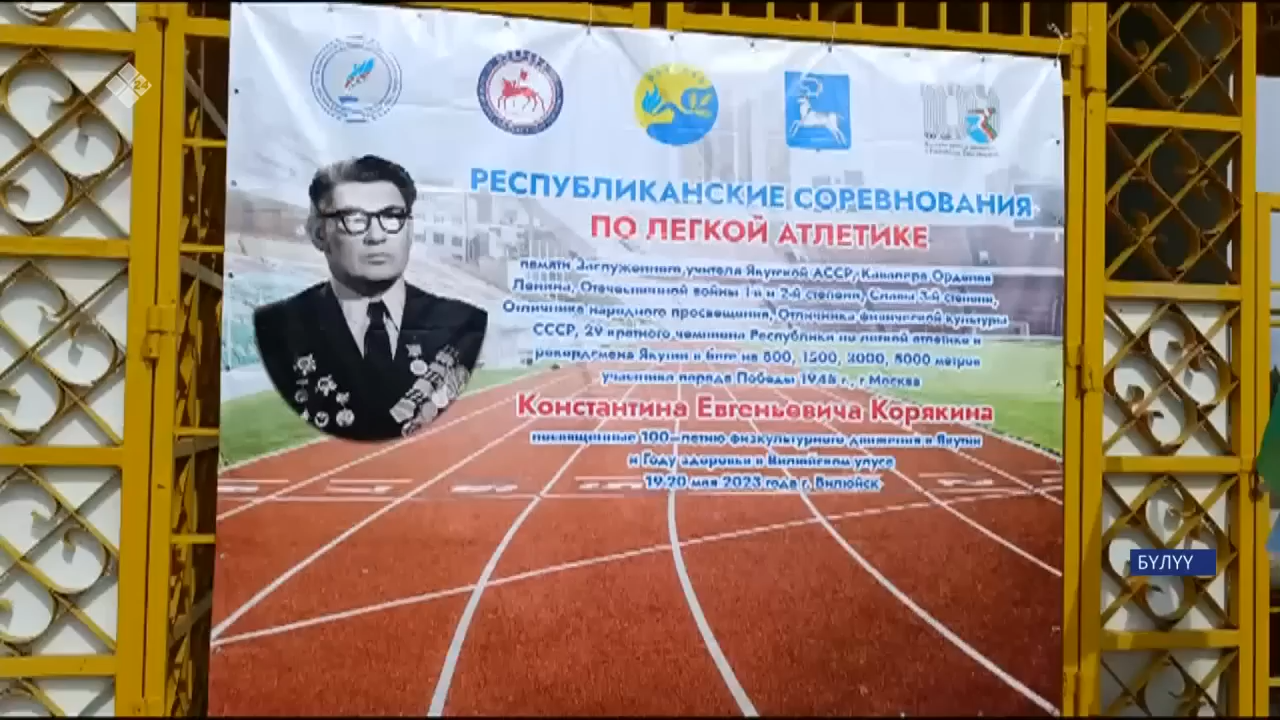 РЕСПУБЛИКАНСКИЕ СОРЕВНОВАНИЯ
ПО ЛЕГКОЙ АТЛЕТИКЕ
памяти Заслуженного учителя Якутской АССР, Кавалера Орденов
Ленина, Отечественной войны 1-й и 2-й степени, Славы 3-й степени,
Отличника народного просвещения, Отличника физической культуры
СССР, 29 кратного чемпиона Республики по легкой атлетике и
рекордсмена Якутии в беге на 800, 1500, 3000, 5000 метров
участника парада Победы 1945 г., г Москва
Константина Евгеньевича Корякина
посвященные 100-летию физкультурного движения в Якутии
и Году здоровья в Вилюйском улусе
19-20 мая 2023 года г. Вилюйск
БҮЛҮҮ